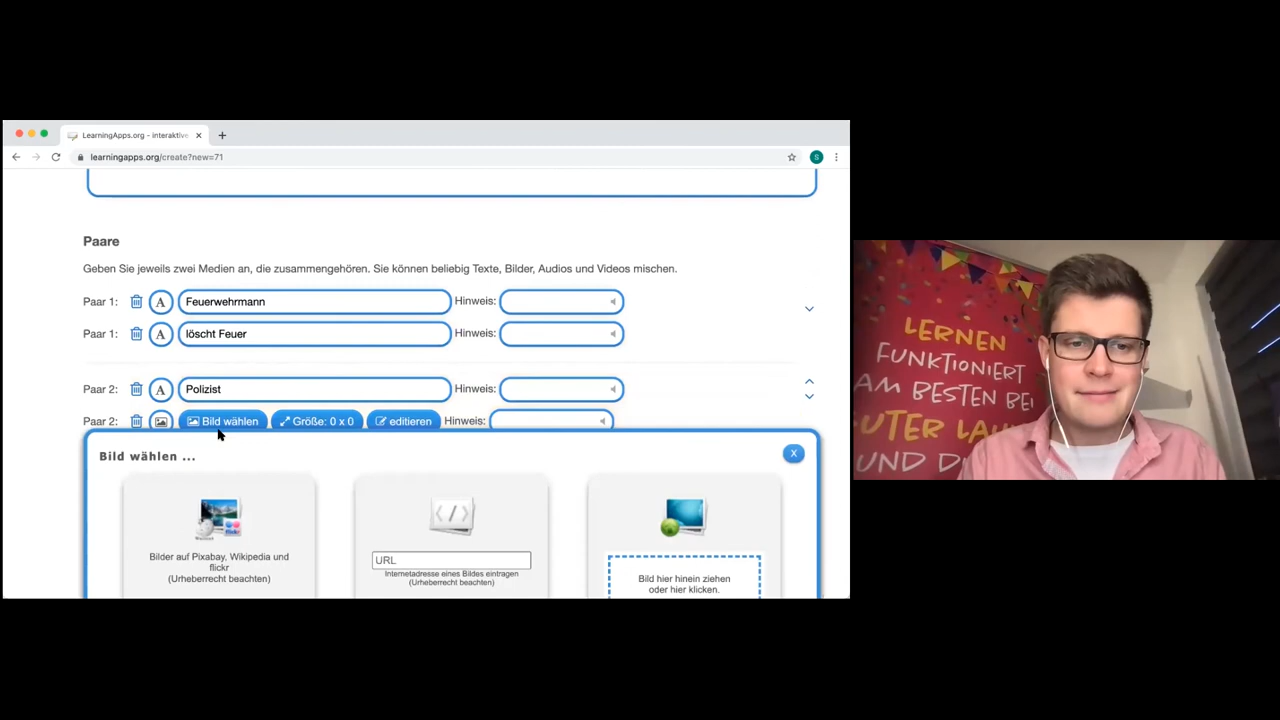 LearningApps.org - interaktive
learningapps.org/create?new=71
S
Paare
Geben Sie jeweils zwei Medien an, die zusammengehören. Sie können beliebig Texte, Bilder, Audios und Videos mischen.
Paar 1: A Feuerwehrmann Hinweis:
Paar 1: A löscht Feuer Hinweis:
Paar 2: A Polizist Hinweis:
Paar 2: Bild wählen Größe: 0 x 0 editieren Hinweis:
Bild wählen ...
X
Bilder auf Pixabay, Wikipedia und
flickr
(Urheberrecht beachten)
</>
URL
Internetadresse eines Bildes eintragen
(Urheberrecht beachten)
Bild hier hinein ziehen
oder hier klicken.
LERNEN
FUNKTIONIERT
AM BESTEN BEI
GUTER LAU
UND D